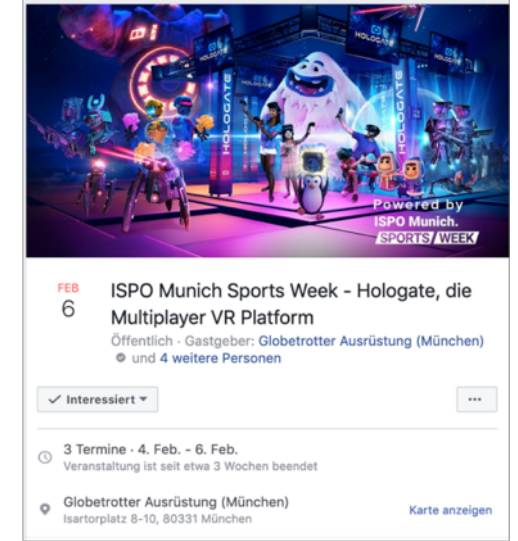 HOLOGATE
HOLOGATE
HOLOGATE
HOLOGATE
Powered by
ISPO Munich.
SPORTS/WEEK/
FEB
6
ISPO Munich Sports Week - Hologate, die
Multiplayer VR Platform
Öffentlich · Gastgeber: Globetrotter Ausrüstung (München)
und 4 weitere Personen
Interessiert
...
3 Termine · 4. Feb. - 6. Feb.
Veranstaltung ist seit etwa 3 Wochen beendet
Globetrotter Ausrüstung (München)
Isartorplatz 8-10, 80331 München
Karte anzeigen